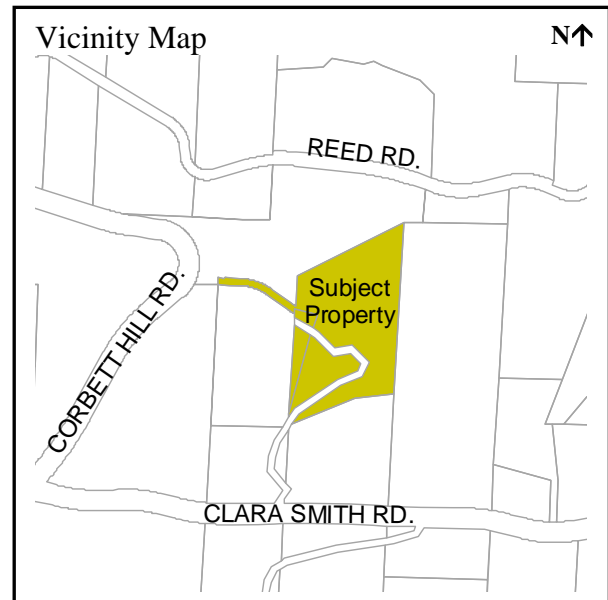 Vicinity Map
N↑
REED RD.
Subject
Property
CORBETT HILL RD.
CLARA SMITH RD.